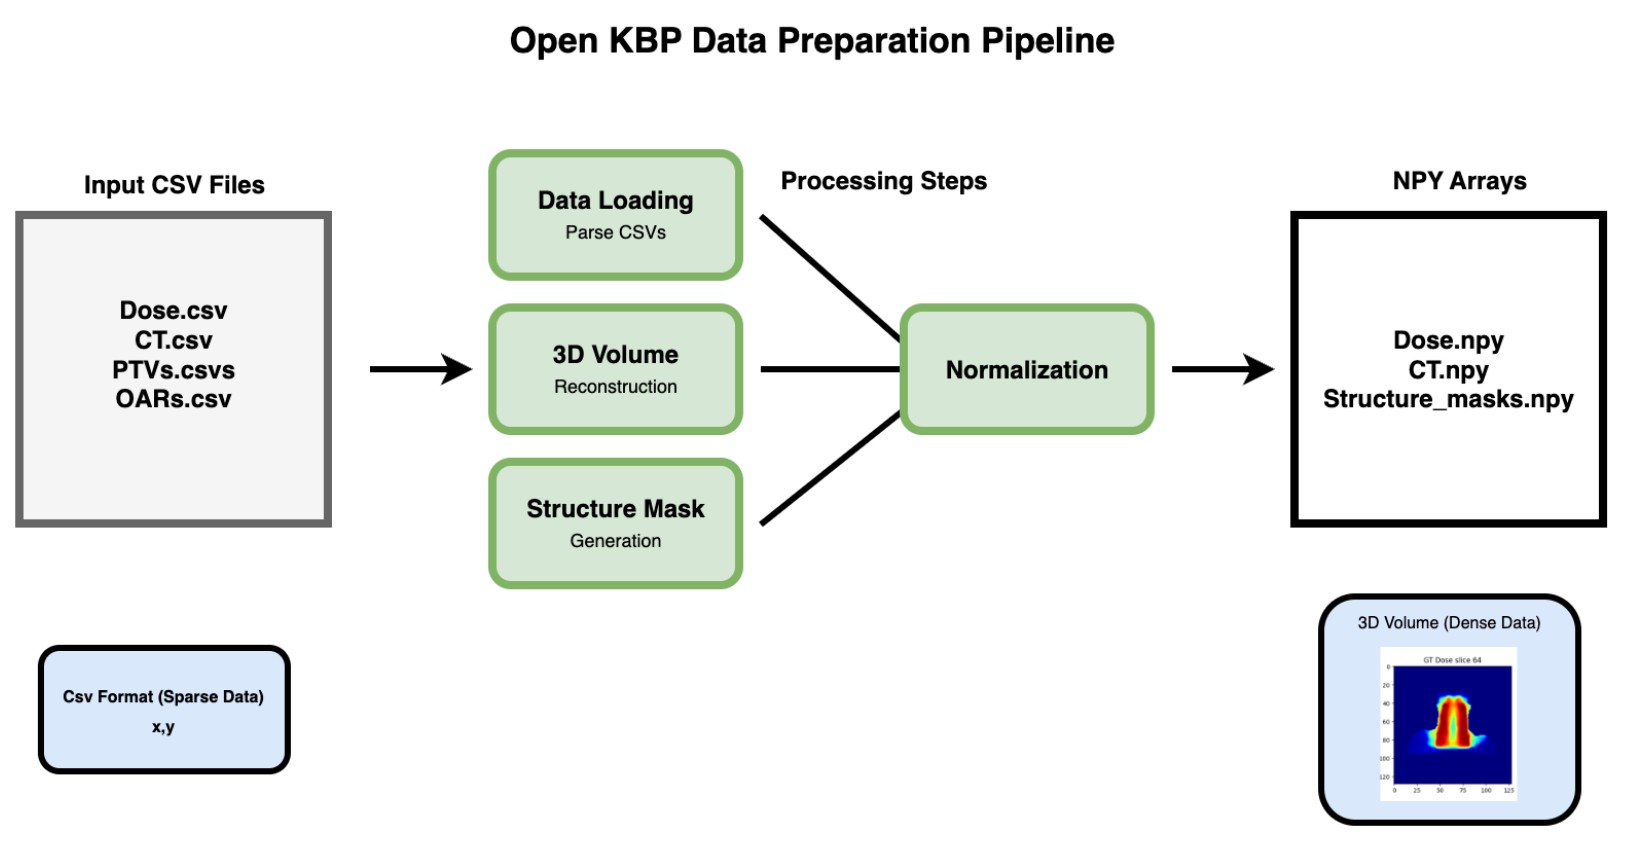 Open KBP Data Preparation Pipeline
Input CSV Files
Dose.csv
CT.csv
PTVs.csvs
OARs.csv
Csv Format (Sparse Data)
x,y
Data Loading
Parse CSVs
3D Volume
Reconstruction
Structure Mask
Generation
Processing Steps
Normalization
NPY Arrays
Dose.npy
CT.npy
Structure_masks.npy
3D Volume (Dense Data)
GT Dose slice 64
0
20
40
60
80
100
120
0 25 50 75 100 125